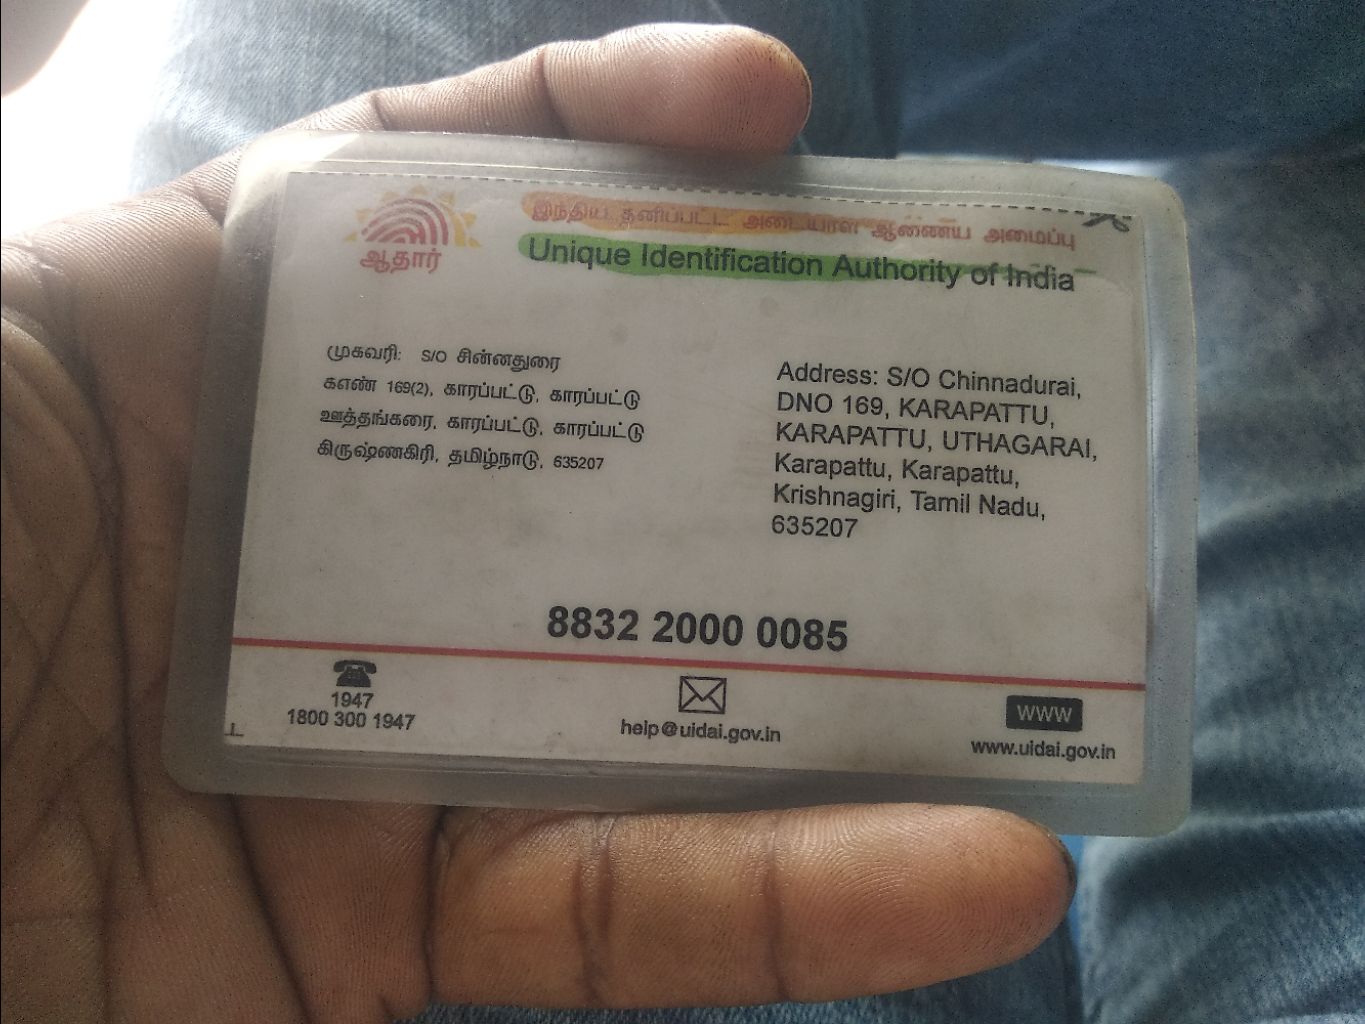 ஆதார்
இந்திய தனிப்பட்ட அடையாள ஆணைய அமைப்பு
Unique Identification Authority of India
முகவரி: S/O சின்னதுரை
கஎண் 169(2), காரப்பட்டு, காரப்பட்டு
ஊத்தங்கரை, காரப்பட்டு, காரப்பட்டு
கிருஷ்ணகிரி, தமிழ்நாடு, 635207
Address: S/O Chinnadurai,
DNO 169, KARAPATTU,
KARAPATTU, UTHAGARAI,
Karapattu, Karapattu,
Krishnagiri, Tamil Nadu,
635207
8832 2000 0085
1947
1800 300 1947
help@uidai.gov.in
WWW
www.uidai.gov.in